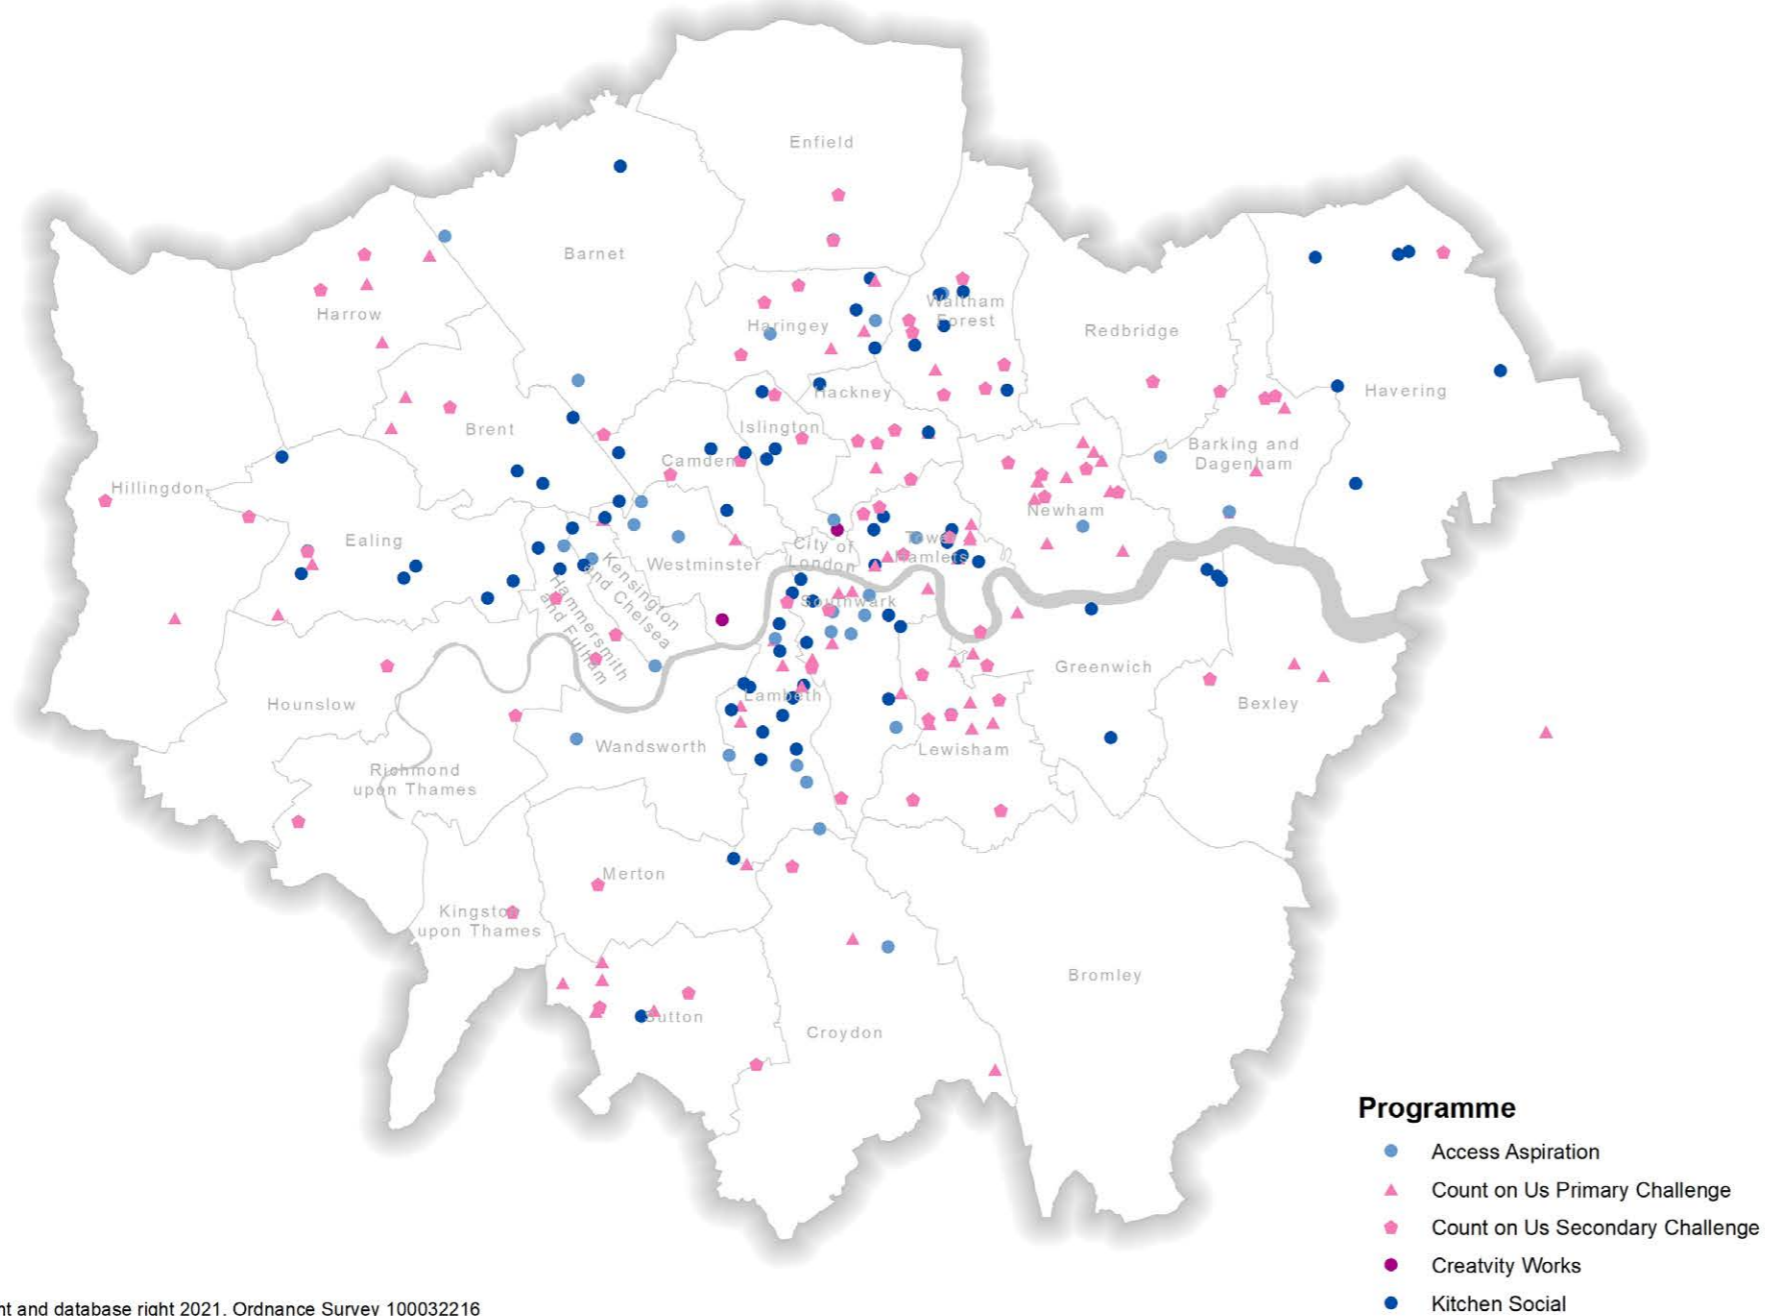 Enfield
Barnet
Harrow
Haringey
Waltham
Forest
Redbridge
Havering
Hackney
Islington
Brent
Camden
Barking and
Dagenham
Hillingdon
Newham
Ealing
City of
London
Tower
Hamlets
Westminster
Kensington
and Chelsea
Hammersmith
and Fulham
Southwark
Greenwich
Hounslow
Lambeth
Bexley
Wandsworth
Lewisham
Richmond
upon Thames
Merton
Kingston
upon Thames
Bromley
Sutton
Croydon
Programme
Access Aspiration
Count on Us Primary Challenge
Count on Us Secondary Challenge
Creatvity Works
Kitchen Social
nt and database right 2021. Ordnance Survey 100032216